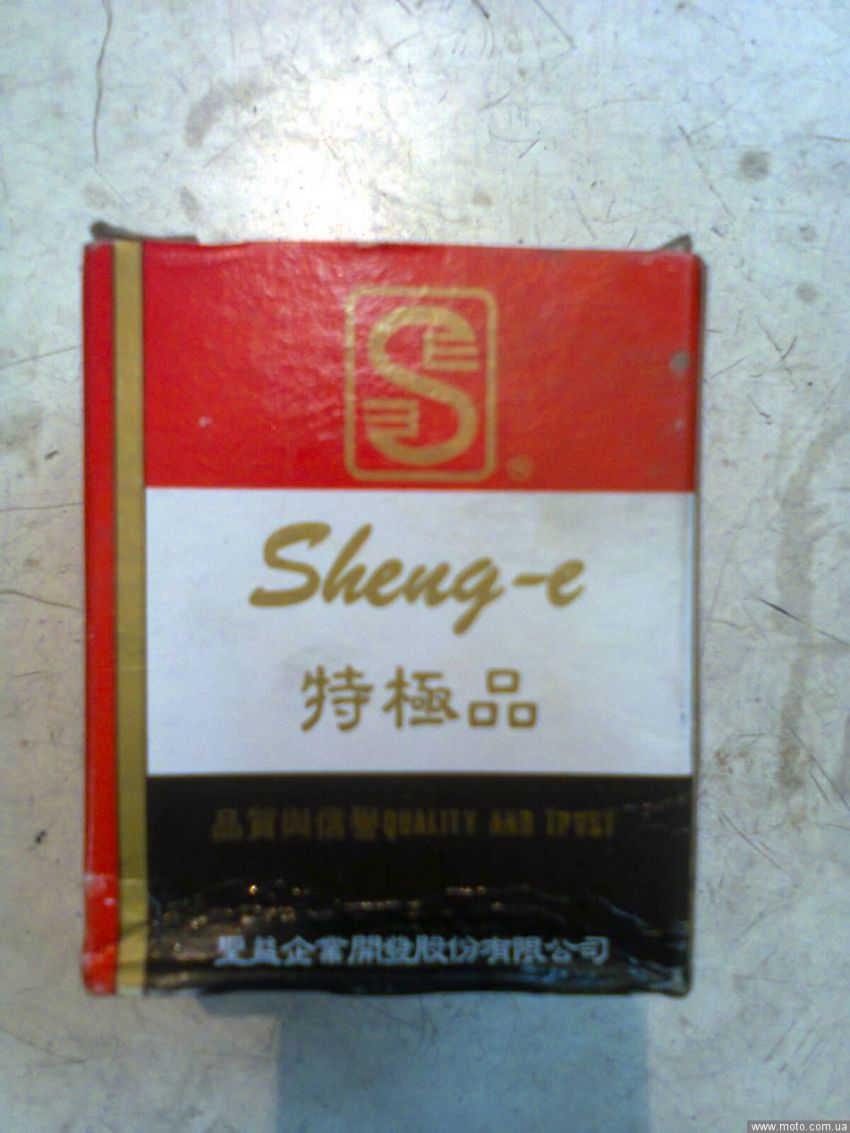 S
®
Sheng-e
特極品
品質與信譽QUALITY AND TRUST
聖益企業開發股份有限公司
www.moto.com.ua